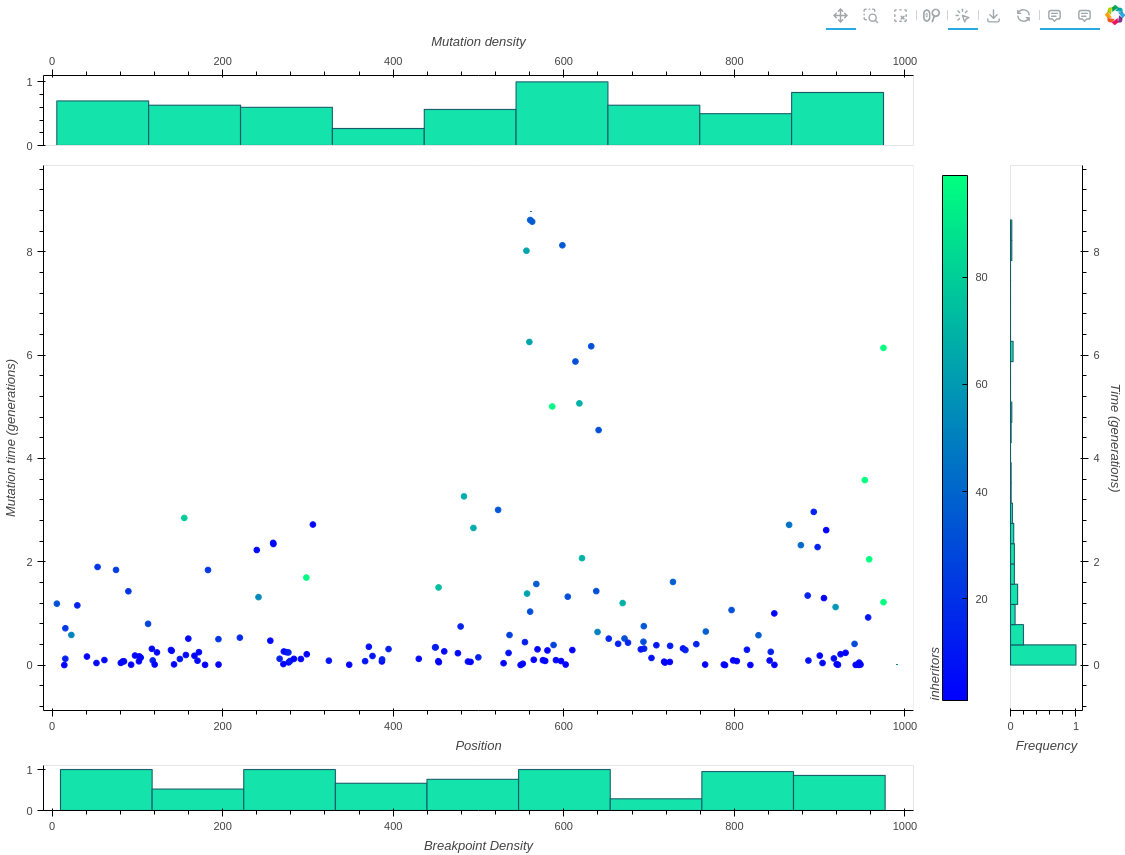 Mutation density
0 200 400 600 800 1000
1
0
8
6
4
2
0
Mutation time (generations)
0 200 400 600 800 1000
Position
80
60
40
20
inheritors
8
6
4
2
0
Time (generations)
0 1
Frequency
1
0
0 200 400 600 800 1000
Breakpoint Density